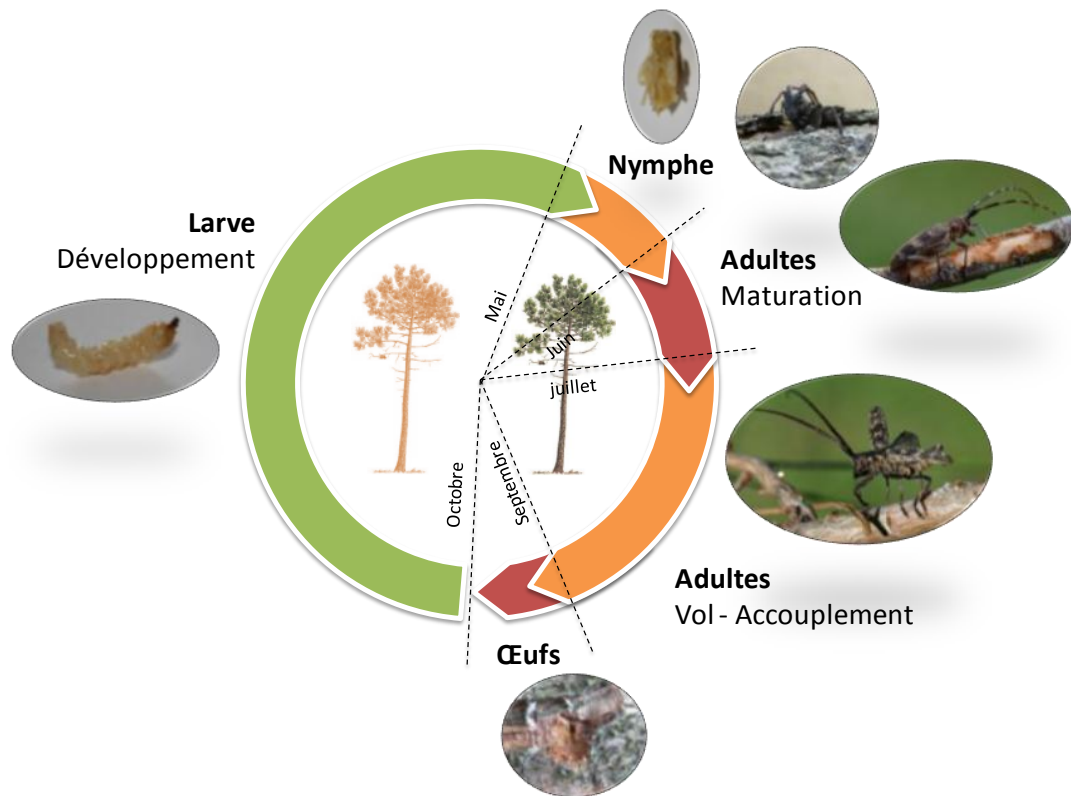 Nymphe
Larve
Développement
Adultes
Maturation
Mai
Juin
juillet
Septembre
Octobre
Adultes
Vol - Accouplement
Œufs